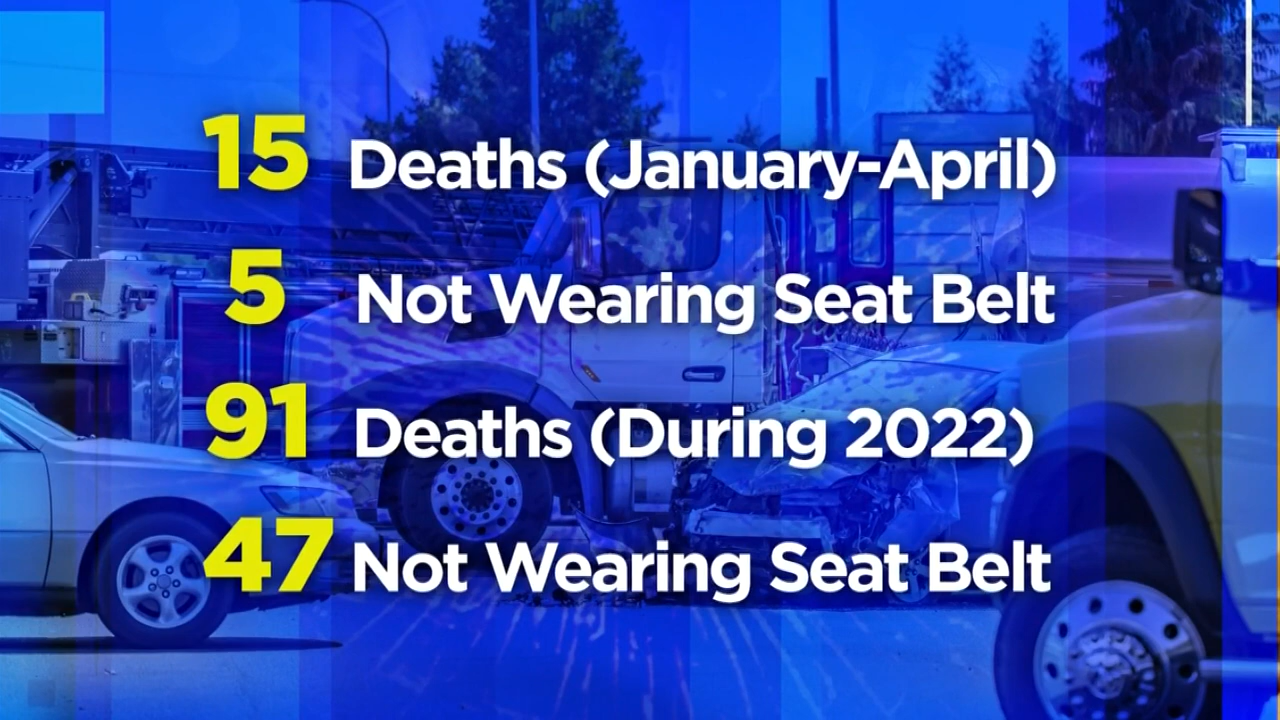 15 Deaths (January-April)
5 Not Wearing Seat Belt
91 Deaths (During 2022)
47 Not Wearing Seat Belt